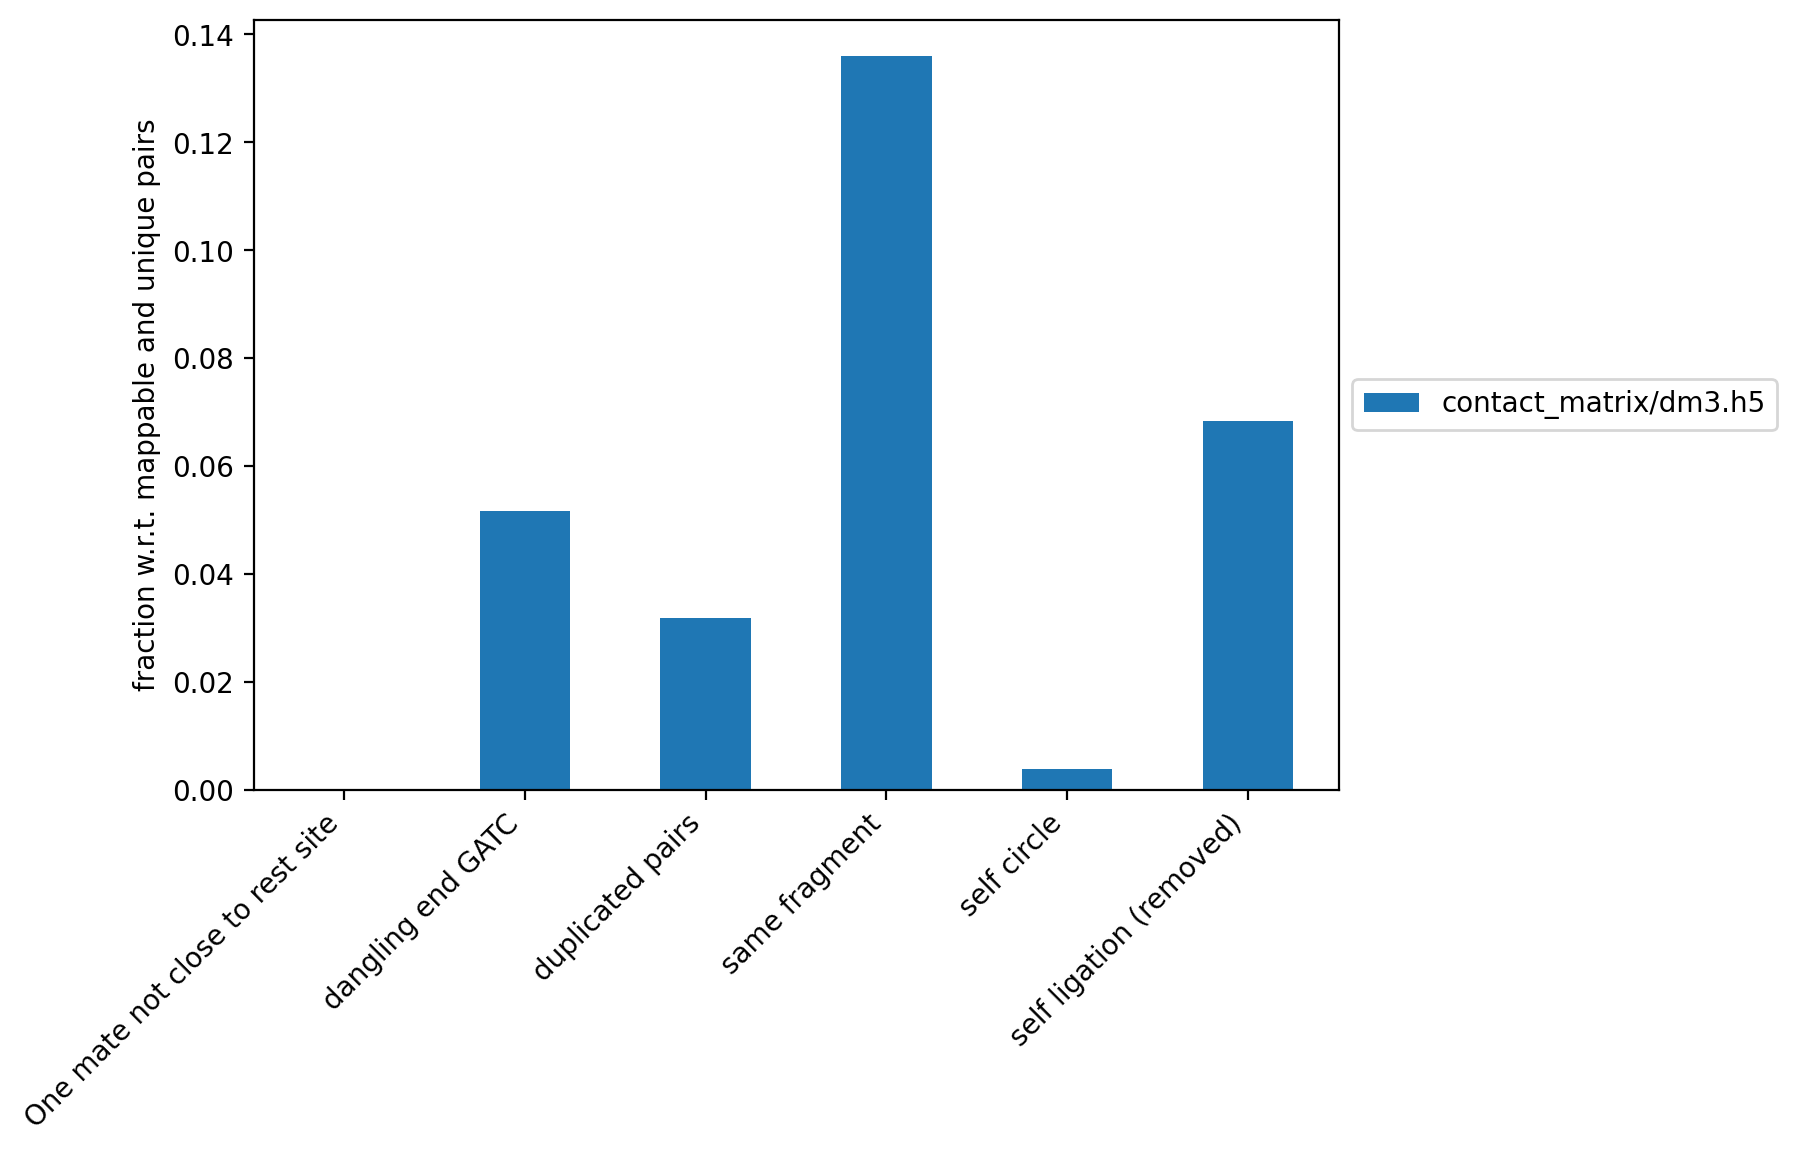 fraction w.r.t. mappable and unique pairs
0.14
0.12
0.10
0.08
0.06
0.04
0.02
0.00
One mate not close to rest site
dangling end GATC
duplicated pairs
same fragment
self circle
self ligation (removed)
contact_matrix/dm3.h5